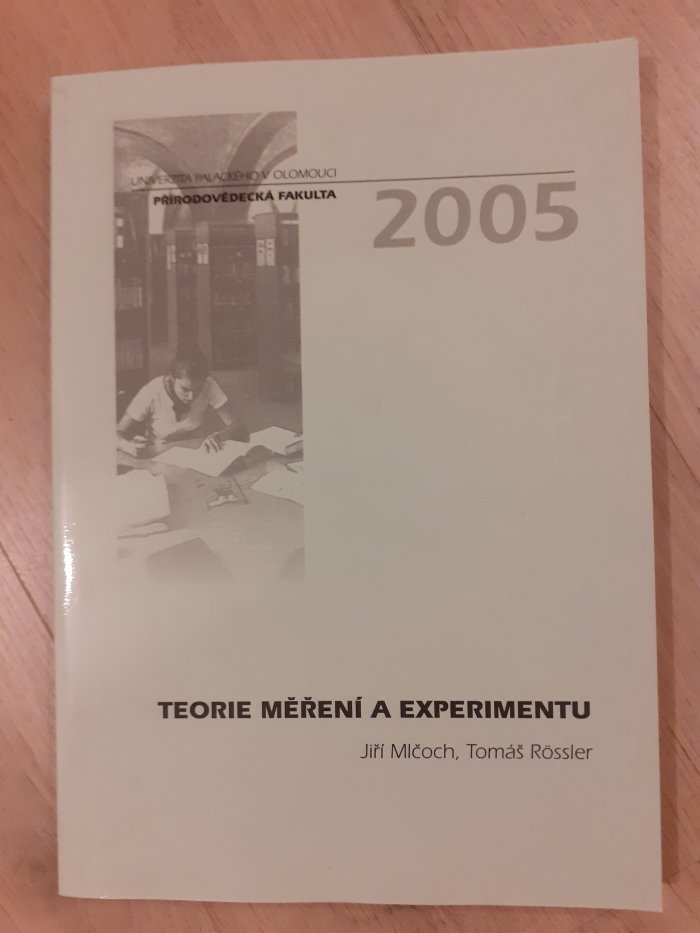 UNIVERZITA PALACKÉHO V OLOMOUCI
PŘÍRODOVĚDECKÁ FAKULTA
2005
TEORIE MĚŘENÍ A EXPERIMENTU
Jiří Mlčoch, Tomáš Rössler